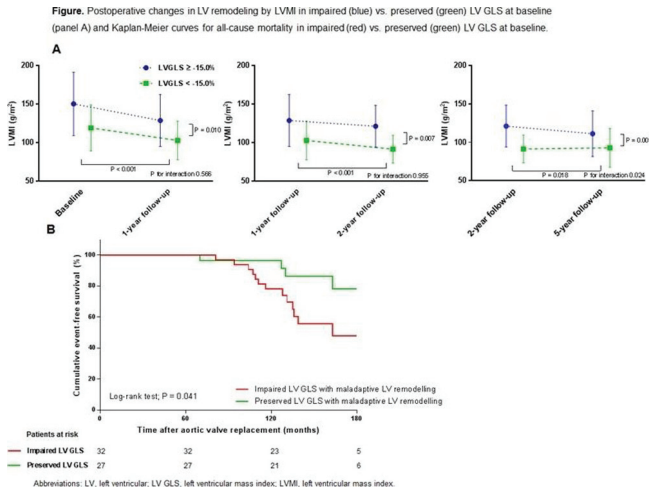 Figure. Postoperative changes in LV remodeling by LVMI in impaired (blue) vs. preserved (green) LV GLS at baseline
(panel A) and Kaplan-Meier curves for all-cause mortality in impaired (red) vs. preserved (green) LV GLS at baseline.
A
LVGLS ≥ -15.0%
LVGLS < -15.0%
LVMI (g/m²)
200
150
100
50
P = 0.010
P < 0.001
P for interaction 0.566
Baseline
1-year follow-up
LVMI (g/m²)
200
150
100
50
P = 0.007
P < 0.001
P for interaction 0.955
1-year follow-up
2-year follow-up
LVMI (g/m²)
200
150
100
50
P = 0.00
P = 0.018
P for interaction 0.024
2-year follow-up
5-year follow-up
B
Cumulative event-free survival (%)
100
80
60
40
20
0
Log-rank test; P = 0.041
Impaired LV GLS with maladaptive LV remodelling
Preserved LV GLS with maladaptive LV remodelling
0 60 120 180
Time after aortic valve replacement (months)
Patients at risk
Impaired LV GLS 32 32 23 5
Preserved LV GLS 27 27 21 6
Abbreviations: LV, left ventricular; LV GLS, left ventricular mass index; LVMI, left ventricular mass index.